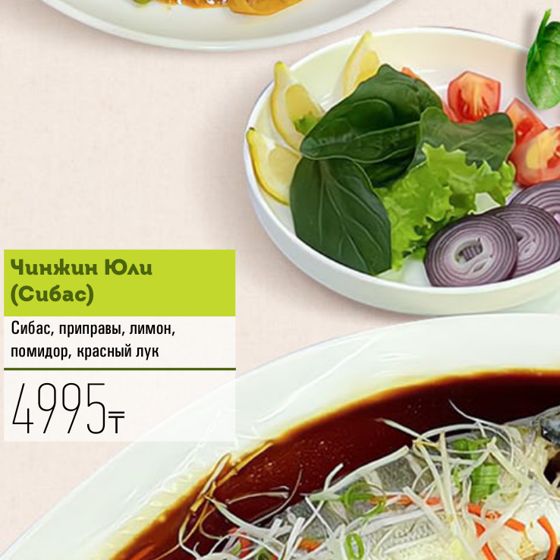 Чинжин Юли
(Сибас)
Сибас, приправы, лимон,
помидор, красный лук
4995₸